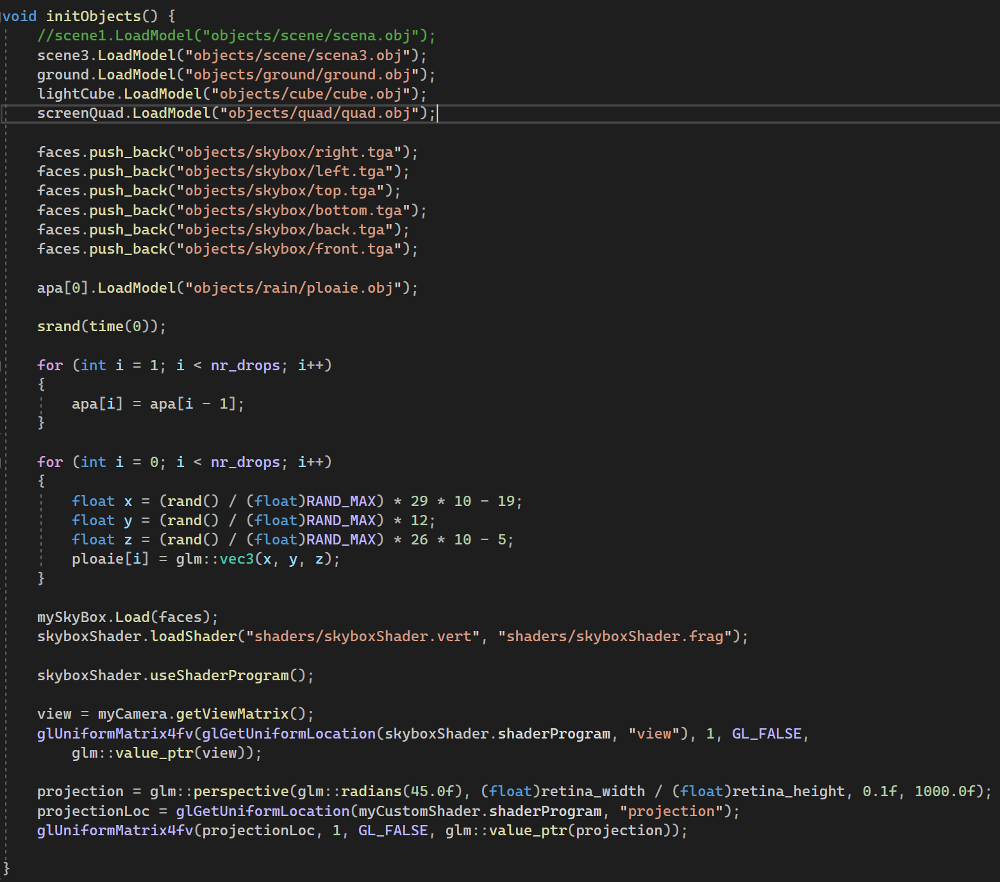 void initObjects() {
    //scene1.LoadModel("objects/scene/scena.obj");
    scene3.LoadModel("objects/scene/scena3.obj");
    ground.LoadModel("objects/ground/ground.obj");
    lightCube.LoadModel("objects/cube/cube.obj");
    screenQuad.LoadModel("objects/quad/quad.obj");

    faces.push_back("objects/skybox/right.tga");
    faces.push_back("objects/skybox/left.tga");
    faces.push_back("objects/skybox/top.tga");
    faces.push_back("objects/skybox/bottom.tga");
    faces.push_back("objects/skybox/back.tga");
    faces.push_back("objects/skybox/front.tga");

    apa[0].LoadModel("objects/rain/ploaie.obj");

    srand(time(0));

    for (int i = 1; i < nr_drops; i++)
    {
        apa[i] = apa[i - 1];
    }

    for (int i = 0; i < nr_drops; i++)
    {
        float x = (rand() / (float)RAND_MAX) * 29 * 10 - 19;
        float y = (rand() / (float)RAND_MAX) * 12;
        float z = (rand() / (float)RAND_MAX) * 26 * 10 - 5;
        ploaie[i] = glm::vec3(x, y, z);
    }

    mySkyBox.Load(faces);
    skyboxShader.loadShader("shaders/skyboxShader.vert", "shaders/skyboxShader.frag");

    skyboxShader.useShaderProgram();

    view = myCamera.getViewMatrix();
    glUniformMatrix4fv(glGetUniformLocation(skyboxShader.shaderProgram, "view"), 1, GL_FALSE,
        glm::value_ptr(view));

    projection = glm::perspective(glm::radians(45.0f), (float)retina_width / (float)retina_height, 0.1f, 1000.0f);
    projectionLoc = glGetUniformLocation(myCustomShader.shaderProgram, "projection");
    glUniformMatrix4fv(projectionLoc, 1, GL_FALSE, glm::value_ptr(projection));

}